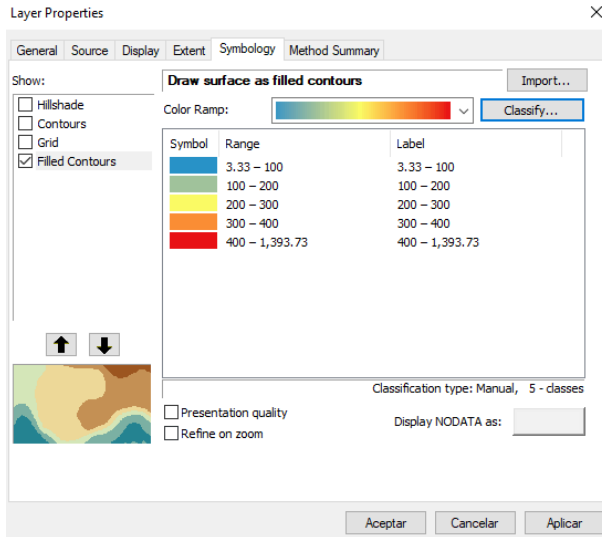 Layer Properties
General Source Display Extent Symbology Method Summary
Show:
Hillshade
Contours
Grid
Filled Contours
Draw surface as filled contours
Import...
Color Ramp:
Classify...
Symbol Range Label
3.33 – 100 3.33 – 100
100 – 200 100 – 200
200 – 300 200 – 300
300 – 400 300 – 400
400 – 1,393.73 400 – 1,393.73
Classification type: Manual, 5 - classes
Presentation quality
Refine on zoom
Display NODATA as:
Aceptar Cancelar Aplicar